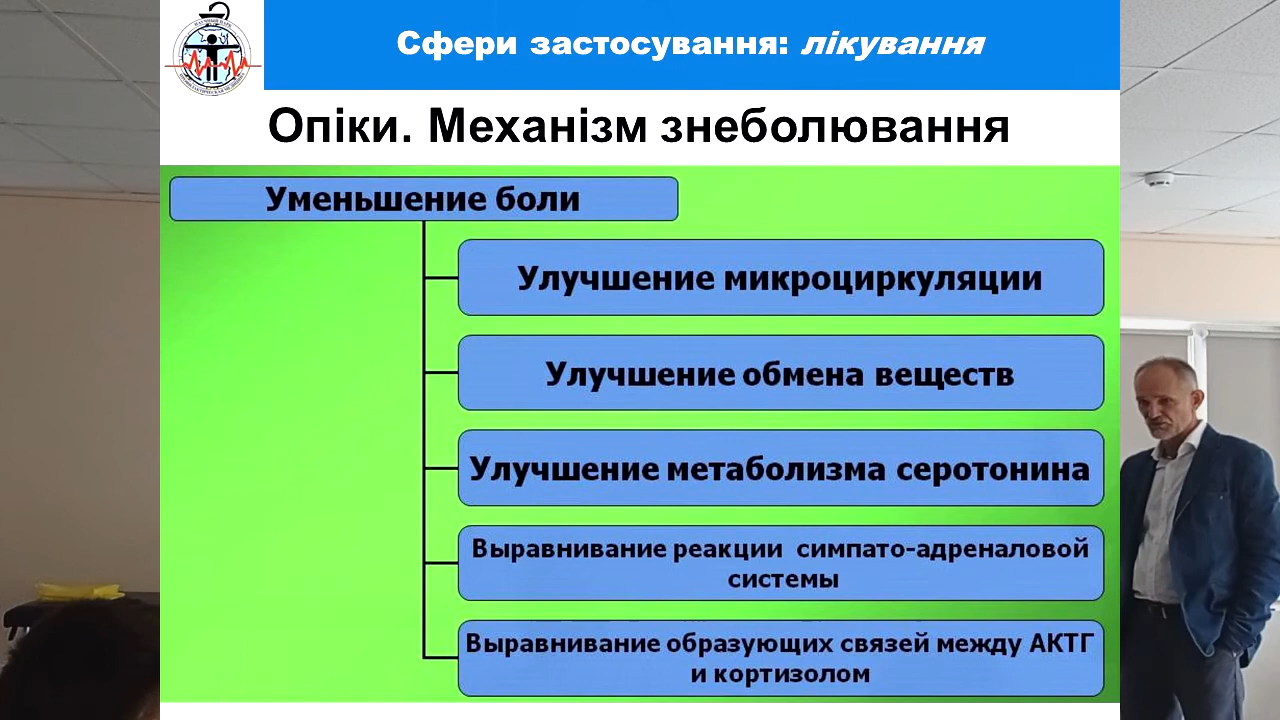 Сфери застосування: лікування
Опіки. Механізм знеболювання
Уменьшение боли
Улучшение микроциркуляции
Улучшение обмена веществ
Улучшение метаболизма серотонина
Выравнивание реакции симпато-адреналовой
системы
Выравнивание образующих связей между АКТГ
и кортизолом